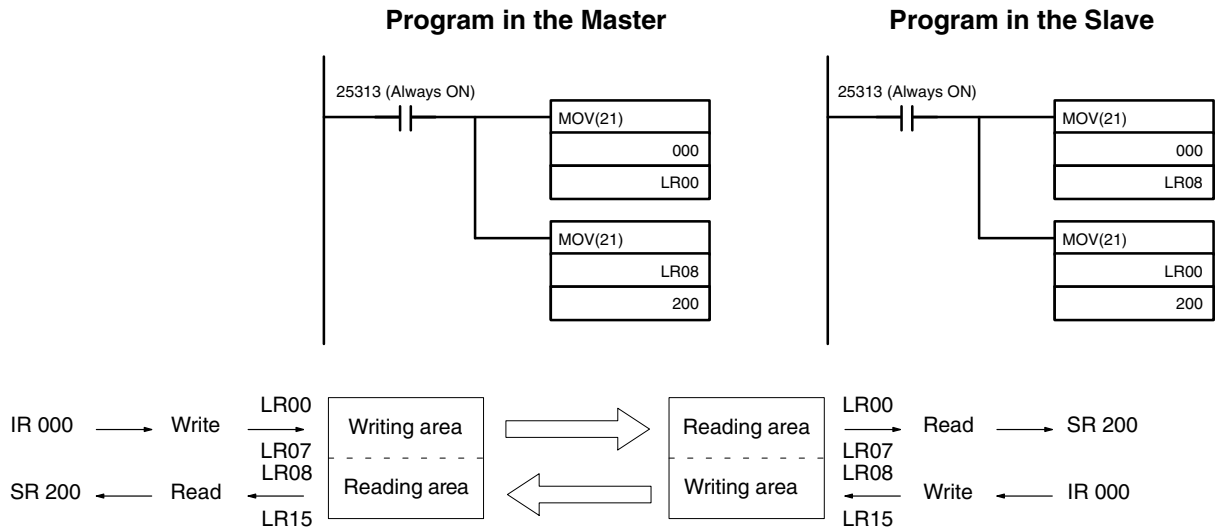 Program in the Master
Program in the Slave
25313 (Always ON)
MOV(21)
000
LR00
MOV(21)
LR08
200
25313 (Always ON)
MOV(21)
000
LR08
MOV(21)
LR00
200
IR 000 Write LR00 Writing area Reading area LR00 Read SR 200
LR07 LR07
SR 200 Read LR08 Reading area Writing area LR08 Write IR 000
LR15 LR15